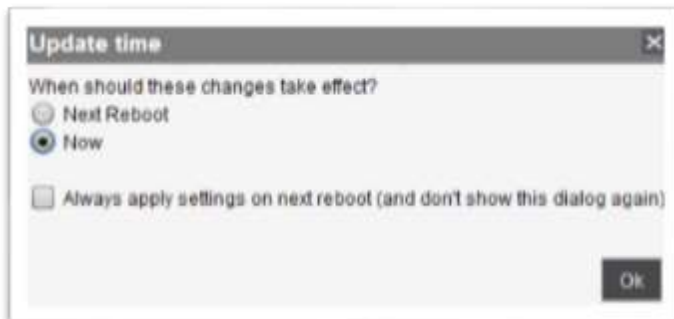 Update time
When should these changes take effect?
Next Reboot
Now
Always apply settings on next reboot (and don't show this dialog again)
Ok